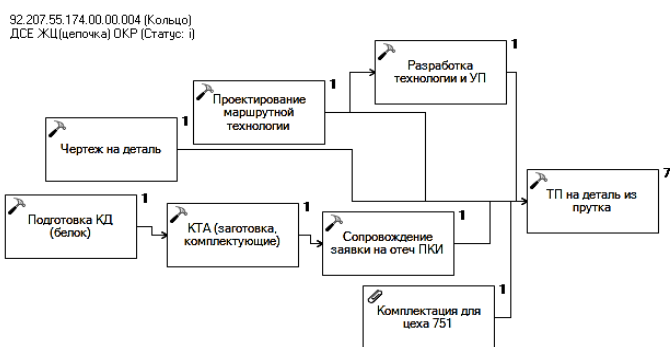 92.207.55.174.00.00.004 (Кольцо)
ДСЕ ЖЦ(цепочка) ОКР (Статус: i)
1
Разработка
технологии и УП
1
Проектирование
маршрутной
технологии
1
Чертеж на деталь
7
ТП на деталь из
прутка
1
Подготовка КД
(белок)
1
КТА (заготовка,
комплектующие)
1
Сопровождение
заявки на отеч ПКИ
1
Комплектация для
цеха 751